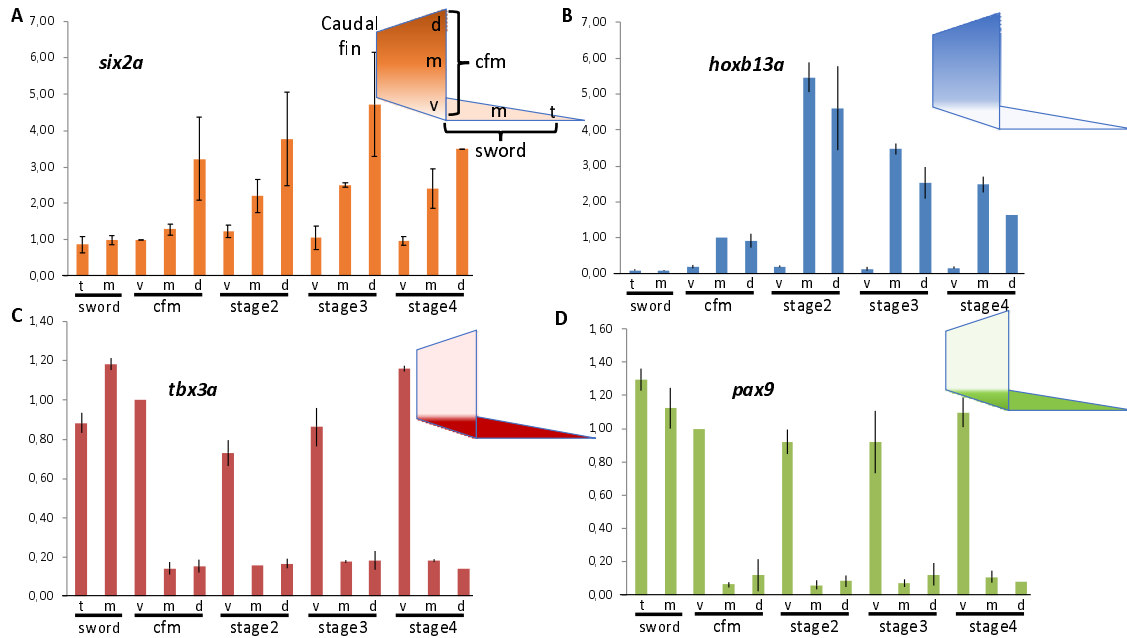 A
7,00
6,00
5,00
4,00
3,00
2,00
1,00
0,00
six2a
Caudal
fin
d
m
v
cfm
m
t
sword
t m v m d v m d v m d v m d
sword cfm stage2 stage3 stage4
B
7,00
6,00
5,00
4,00
3,00
2,00
1,00
0,00
hoxb13a
t m v m d v m d v m d v m d
sword cfm stage2 stage3 stage4
C
1,40
1,20
1,00
0,80
0,60
0,40
0,20
0,00
tbx3a
t m v m d v m d v m d v m d
sword cfm stage2 stage3 stage4
D
1,60
1,40
1,20
1,00
0,80
0,60
0,40
0,20
0,00
pax9
t m v m d v m d v m d v m d
sword cfm stage2 stage3 stage4